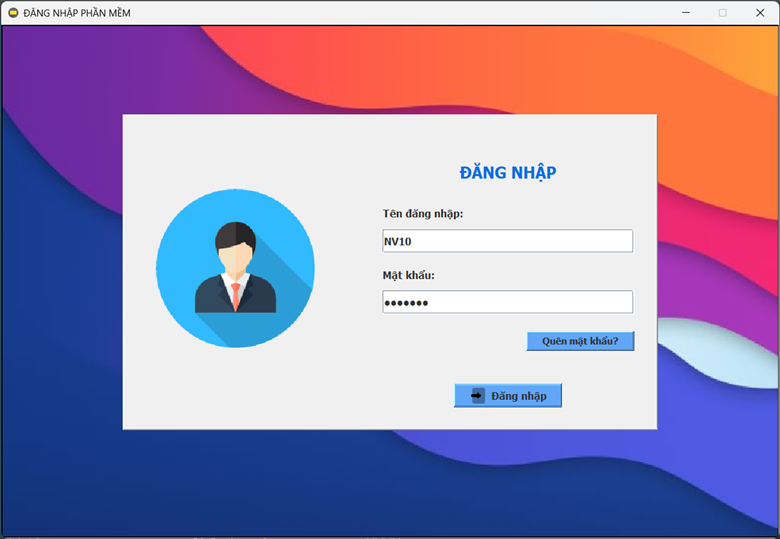 ĐĂNG NHẬP PHẦN MỀM
ĐĂNG NHẬP
Tên đăng nhập:
NV10
Mật khẩu:
•••••••
Quên mật khẩu?
Đăng nhập